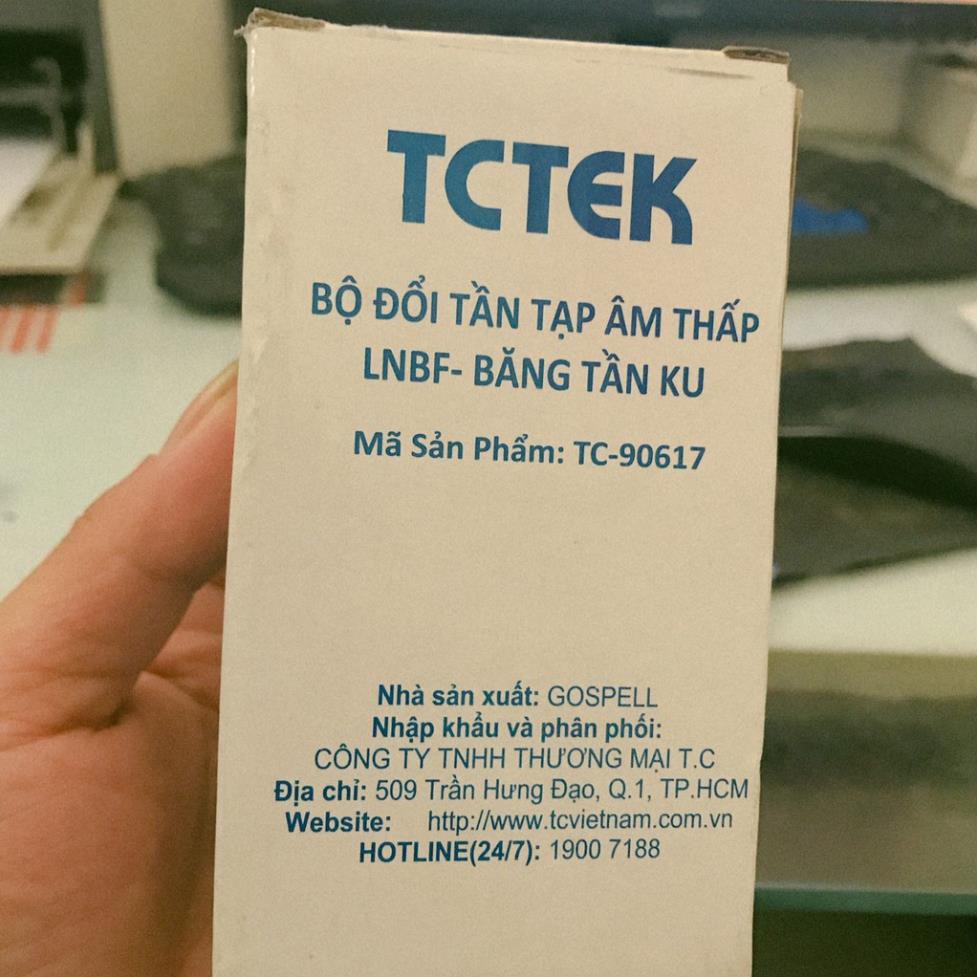 TCTEK
BỘ ĐỔI TẦN TẠP ÂM THẤP
LNBF- BĂNG TẦN KU
Mã Sản Phẩm: TC-90617
Nhà sản xuất: GOSPELL
Nhập khẩu và phân phối:
CÔNG TY TNHH THƯƠNG MẠI T.C
Địa chỉ: 509 Trần Hưng Đạo, Q.1, TP.HCM
Website: http://www.tcvietnam.com.vn
HOTLINE(24/7): 1900 7188